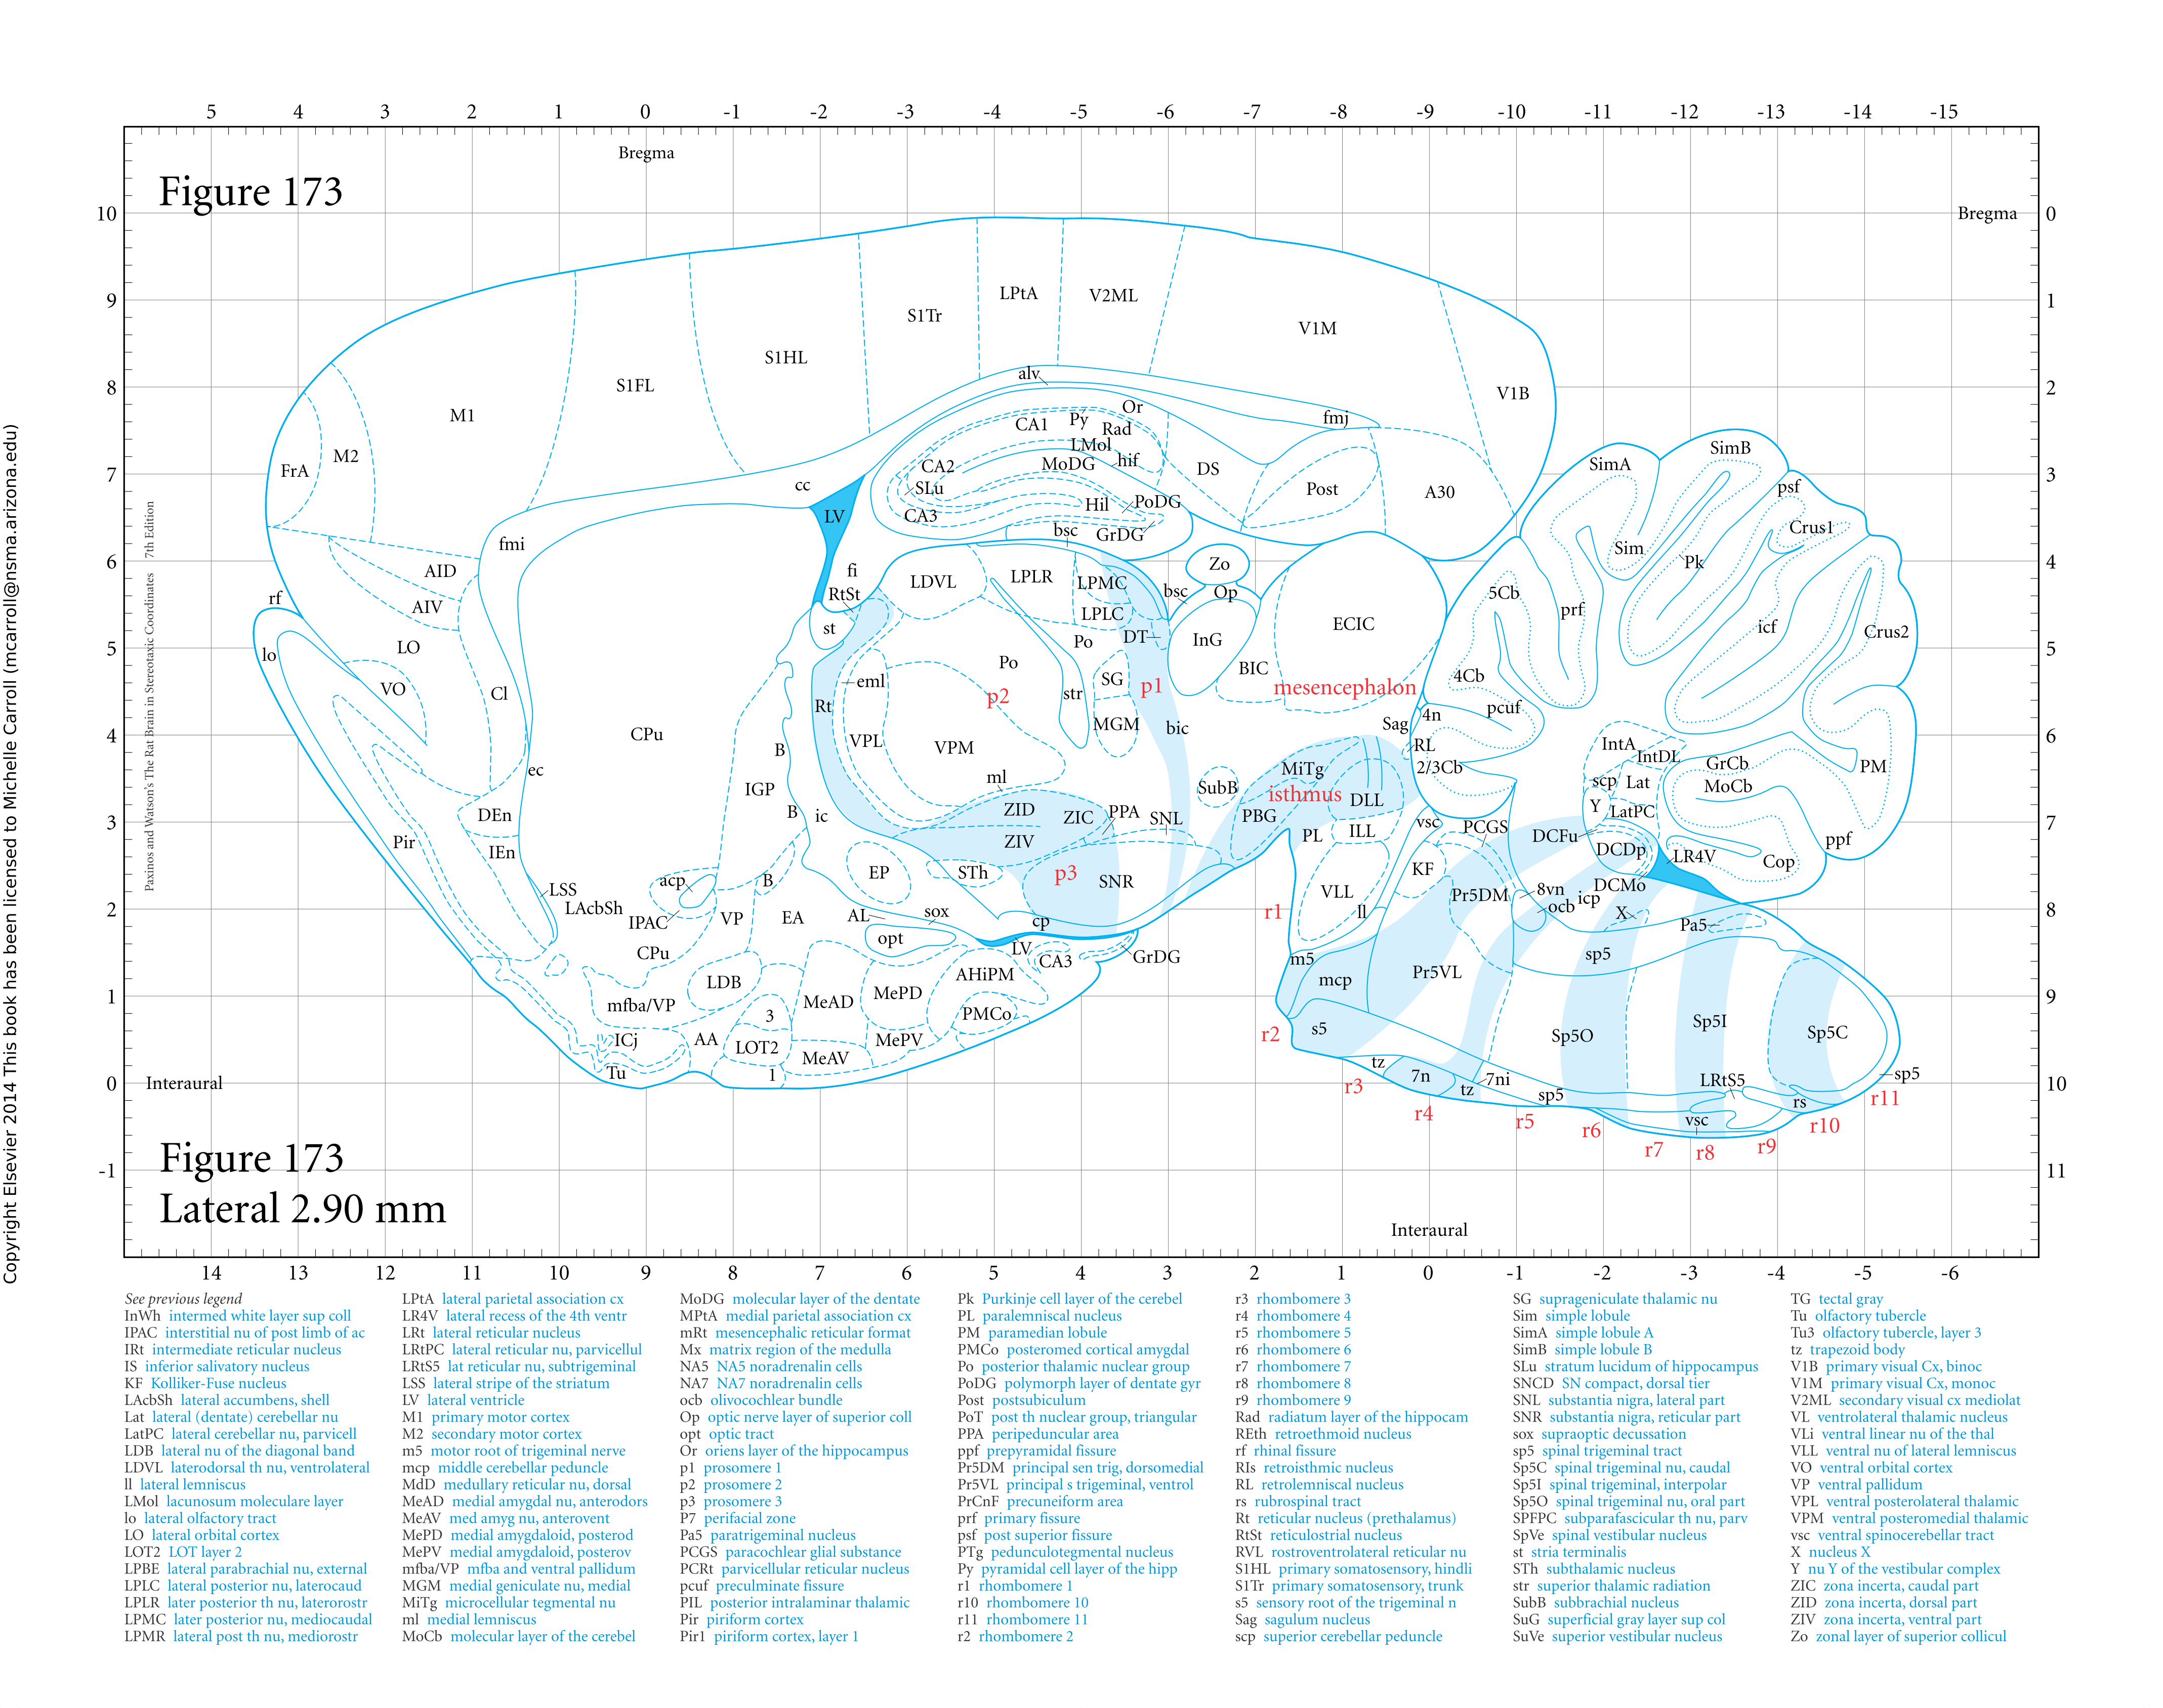 5 4 3 2 1 0 -1 -2 -3 -4 -5 -6 -7 -8 -9 -10 -11 -12 -13 -14 -15
Bregma
Figure 173
10 Bregma 0
9 1
8 2
7 3
6 4
5 5
4 6
3 7
2 8
1 9
0 Interaural 10
-1 11
S1Tr LPtA V2ML V1M
S1HL S1FL M1 V1B
alv fmj
Or Py CA1 Rad
LMol hif MoDG CA2
SLu CA3 Hil PoDG GrDG bsc
DS Post A30
FrA M2
cc LV
SimA SimB psf Crus1
Sim Pk
fmi AID AIV
fi RtSt st
LDVL LPLR LPMC LPLC
Zo bsc Op InG
ECIC BIC
DT Po
5Cb prf icf Crus2
rf lo LO VO Cl
Rt eml Po p2 str SG p1 MGM bic
mesencephalon
4Cb pcuf 4n Sag RL 2/3Cb
CPu B VPL VPM ml
ec IGP B ic
IntA IntDL scp Lat Y LatPC
GrCb MoCb PM
MiTg SubB isthmus DLL PBG
ZID ZIC PPA SNL ZIV
PL ILL vsc PCGS
DEn IEn Pir
DCFu DCDp LR4V Cop ppf
EP STh p3 SNR
VLL KF Pr5DM 8vn ocb icp DCMo
acp B LSS LAcbSh IPAC VP EA AL sox cp
r1 ll X Pa5
opt LV CA3 GrDG
CPu LDB AHiPM
m5 mcp Pr5VL sp5
mfba/VP 3 MeAD MePD PMCo
r2 s5 Sp5O Sp5I Sp5C
ICj AA LOT2 MeAV MePV
Tu 1
tz 7n tz 7ni sp5 LRtS5 rs sp5
r3 r4 r5 r6 vsc r7 r8 r9 r10 r11
Figure 173
Lateral 2.90 mm
Interaural
14 13 12 11 10 9 8 7 6 5 4 3 2 1 0 -1 -2 -3 -4 -5 -6
Paxinos and Watson's The Rat Brain in Stereotaxic Coordinates 7th Edition
Copyright Elsevier 2014 This book has been licensed to Michelle Carroll (mcarroll@nsma.arizona.edu)
See previous legend
InWh intermed white layer sup coll
IPAC interstitial nu of post limb of ac
IRt intermediate reticular nucleus
IS inferior salivatory nucleus
KF Kolliker-Fuse nucleus
LAcbSh lateral accumbens, shell
Lat lateral (dentate) cerebellar nu
LatPC lateral cerebellar nu, parvicell
LDB lateral nu of the diagonal band
LDVL laterodorsal th nu, ventrolateral
ll lateral lemniscus
LMol lacunosum moleculare layer
lo lateral olfactory tract
LO lateral orbital cortex
LOT2 LOT layer 2
LPBE lateral parabrachial nu, external
LPLC lateral posterior nu, laterocaud
LPLR later posterior th nu, laterorostr
LPMC later posterior nu, mediocaudal
LPMR lateral post th nu, mediorostr
LPtA lateral parietal association cx
LR4V lateral recess of the 4th ventr
LRt lateral reticular nucleus
LRtPC lateral reticular nu, parvicellul
LRtS5 lat reticular nu, subtrigeminal
LSS lateral stripe of the striatum
LV lateral ventricle
M1 primary motor cortex
M2 secondary motor cortex
m5 motor root of trigeminal nerve
mcp middle cerebellar peduncle
MdD medullary reticular nu, dorsal
MeAD medial amygdal nu, anterodors
MeAV med amyg nu, anterovent
MePD medial amygdaloid, posterod
MePV medial amygdaloid, posterov
mfba/VP mfba and ventral pallidum
MGM medial geniculate nu, medial
MiTg microcellular tegmental nu
ml medial lemniscus
MoCb molecular layer of the cerebel
MoDG molecular layer of the dentate
MPtA medial parietal association cx
mRt mesencephalic reticular format
Mx matrix region of the medulla
NA5 NA5 noradrenalin cells
NA7 NA7 noradrenalin cells
ocb olivocochlear bundle
Op optic nerve layer of superior coll
opt optic tract
Or oriens layer of the hippocampus
p1 prosomere 1
p2 prosomere 2
p3 prosomere 3
P7 perifacial zone
Pa5 paratrigeminal nucleus
PCGS paracochlear glial substance
PCRt parvicellular reticular nucleus
pcuf preculminate fissure
PIL posterior intralaminar thalamic
Pir piriform cortex
Pir1 piriform cortex, layer 1
Pk Purkinje cell layer of the cerebel
PL paralemniscal nucleus
PM paramedian lobule
PMCo posteromed cortical amygdal
Po posterior thalamic nuclear group
PoDG polymorph layer of dentate gyr
Post postsubiculum
PoT post th nuclear group, triangular
PPA peripeduncular area
ppf prepyramidal fissure
Pr5DM principal sen trig, dorsomedial
Pr5VL principal s trigeminal, ventrol
PrCnF precuneiform area
prf primary fissure
psf post superior fissure
PTg pedunculotegmental nucleus
Py pyramidal cell layer of the hipp
r1 rhombomere 1
r10 rhombomere 10
r11 rhombomere 11
r2 rhombomere 2
r3 rhombomere 3
r4 rhombomere 4
r5 rhombomere 5
r6 rhombomere 6
r7 rhombomere 7
r8 rhombomere 8
r9 rhombomere 9
Rad radiatum layer of the hippocam
REth retroethmoid nucleus
rf rhinal fissure
RIs retroisthmic nucleus
RL retrolemniscal nucleus
rs rubrospinal tract
Rt reticular nucleus (prethalamus)
RtSt reticulostrial nucleus
RVL rostroventrolateral reticular nu
S1HL primary somatosensory, hindli
S1Tr primary somatosensory, trunk
s5 sensory root of the trigeminal n
Sag sagulum nucleus
scp superior cerebellar peduncle
SG suprageniculate thalamic nu
Sim simple lobule
SimA simple lobule A
SimB simple lobule B
SLu stratum lucidum of hippocampus
SNCD SN compact, dorsal tier
SNL substantia nigra, lateral part
SNR substantia nigra, reticular part
sox supraoptic decussation
sp5 spinal trigeminal tract
Sp5C spinal trigeminal nu, caudal
Sp5I spinal trigeminal, interpolar
Sp5O spinal trigeminal nu, oral part
SPFPC subparafascicular th nu, parv
SpVe spinal vestibular nucleus
st stria terminalis
STh subthalamic nucleus
str superior thalamic radiation
SubB subbrachial nucleus
SuG superficial gray layer sup col
SuVe superior vestibular nucleus
TG tectal gray
Tu olfactory tubercle
Tu3 olfactory tubercle, layer 3
tz trapezoid body
V1B primary visual Cx, binoc
V1M primary visual Cx, monoc
V2ML secondary visual cx mediolat
VL ventrolateral thalamic nucleus
VLi ventral linear nu of the thal
VLL ventral nu of lateral lemniscus
VO ventral orbital cortex
VP ventral pallidum
VPL ventral posterolateral thalamic
VPM ventral posteromedial thalamic
vsc ventral spinocerebellar tract
X nucleus X
Y nu Y of the vestibular complex
ZIC zona incerta, caudal part
ZID zona incerta, dorsal part
ZIV zona incerta, ventral part
Zo zonal layer of superior collicul